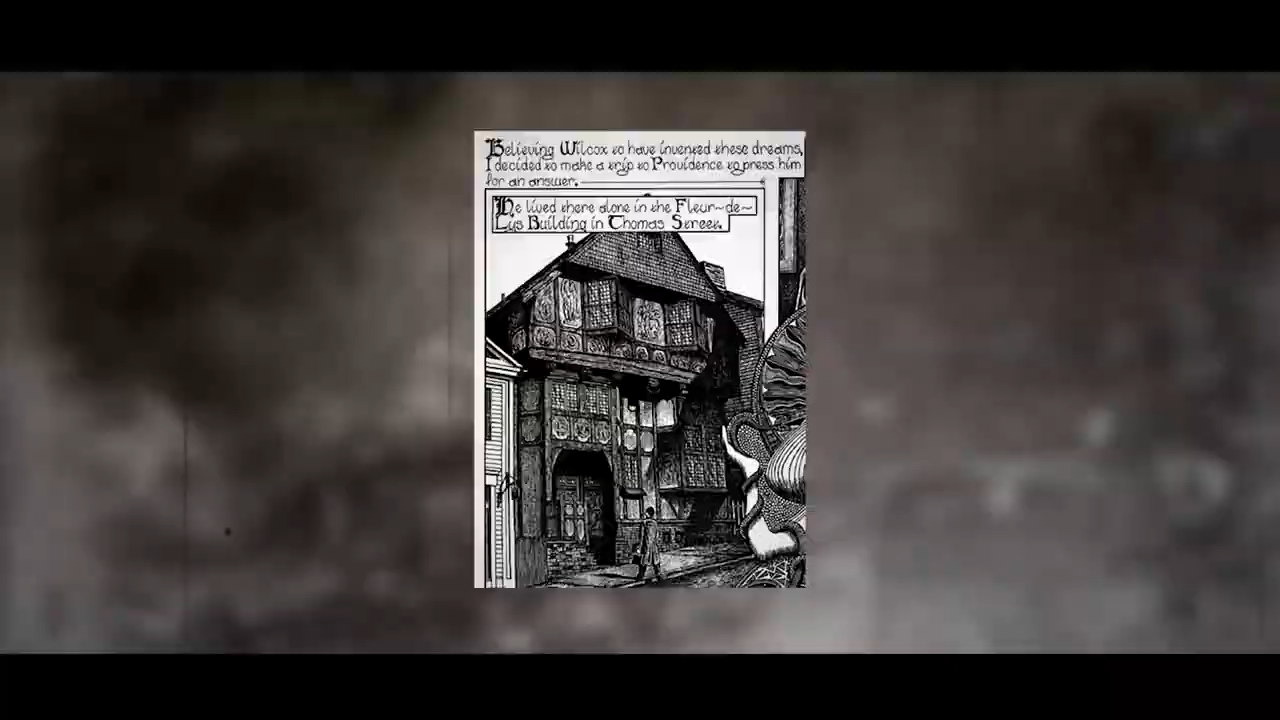 Believing Wilcox to have invented these dreams,
I decided to make a trip to Providence to press him
for an answer.
He lived there alone in the Fleur-de-
Lys Building in Thomas Street.